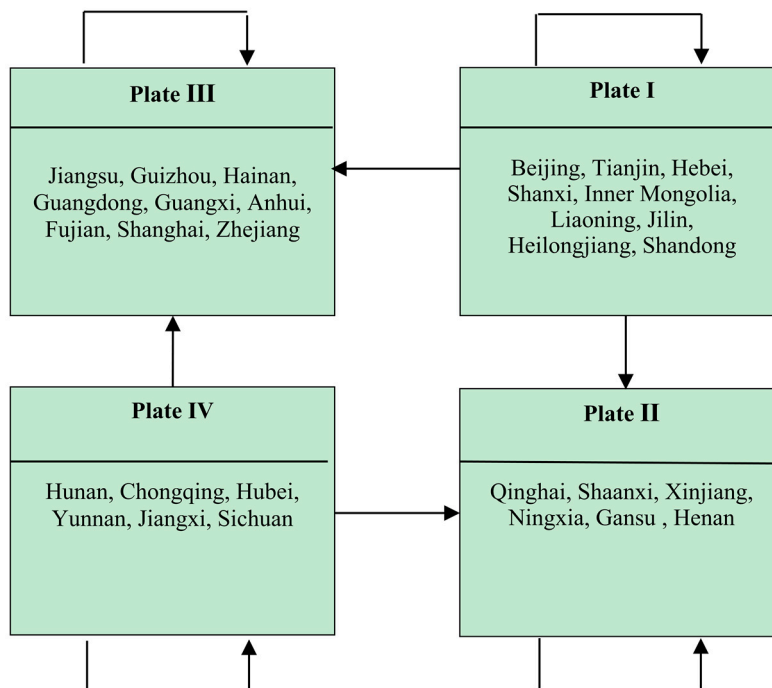 Plate III
Jiangsu, Guizhou, Hainan,
Guangdong, Guangxi, Anhui,
Fujian, Shanghai, Zhejiang
Plate I
Beijing, Tianjin, Hebei,
Shanxi, Inner Mongolia,
Liaoning, Jilin,
Heilongjiang, Shandong
Plate IV
Hunan, Chongqing, Hubei,
Yunnan, Jiangxi, Sichuan
Plate II
Qinghai, Shaanxi, Xinjiang,
Ningxia, Gansu , Henan